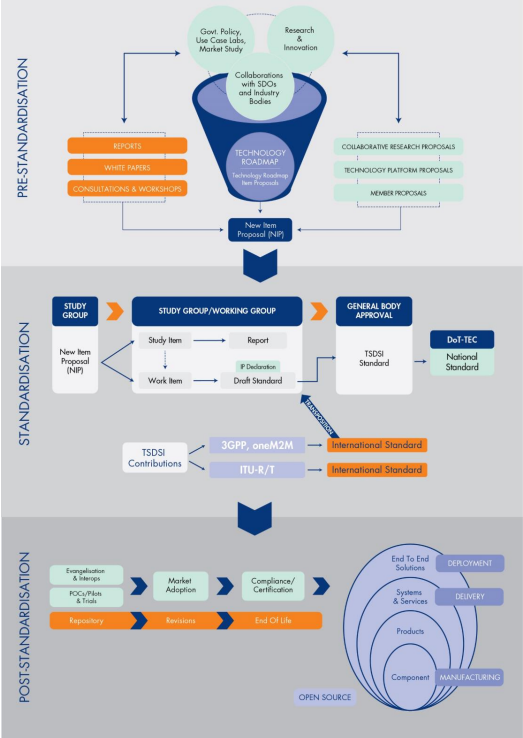 PRE-STANDARDISATION
Govt. Policy,
Use Case Labs,
Market Study
Research
&
Innovation
Collaborations
with SDOs
and Industry
Bodies
REPORTS
WHITE PAPERS
CONSULTATIONS & WORKSHOPS
TECHNOLOGY
ROADMAP
Technology Roadmap
Item Proposals
COLLABORATIVE RESEARCH PROPOSALS
TECHNOLOGY PLATFORM PROPOSALS
MEMBER PROPOSALS
New Item
Proposal (NIP)
STANDARDISATION
STUDY
GROUP
New Item
Proposal
(NIP)
STUDY GROUP/WORKING GROUP
Study Item
Report
IP Declaration
Work Item
Draft Standard
GENERAL BODY
APPROVAL
TSDSI
Standard
DoT-TEC
National
Standard
TRANSPOSITION
TSDSI
Contributions
3GPP, oneM2M
International Standard
ITU-R/T
International Standard
POST-STANDARDISATION
Evangelisation
& Interops
POCs/Pilots
& Trials
Market
Adoption
Compliance/
Certification
Repository
Revisions
End Of Life
End To End
Solutions
DEPLOYMENT
Systems
& Services
DELIVERY
Products
Component
MANUFACTURING
OPEN SOURCE